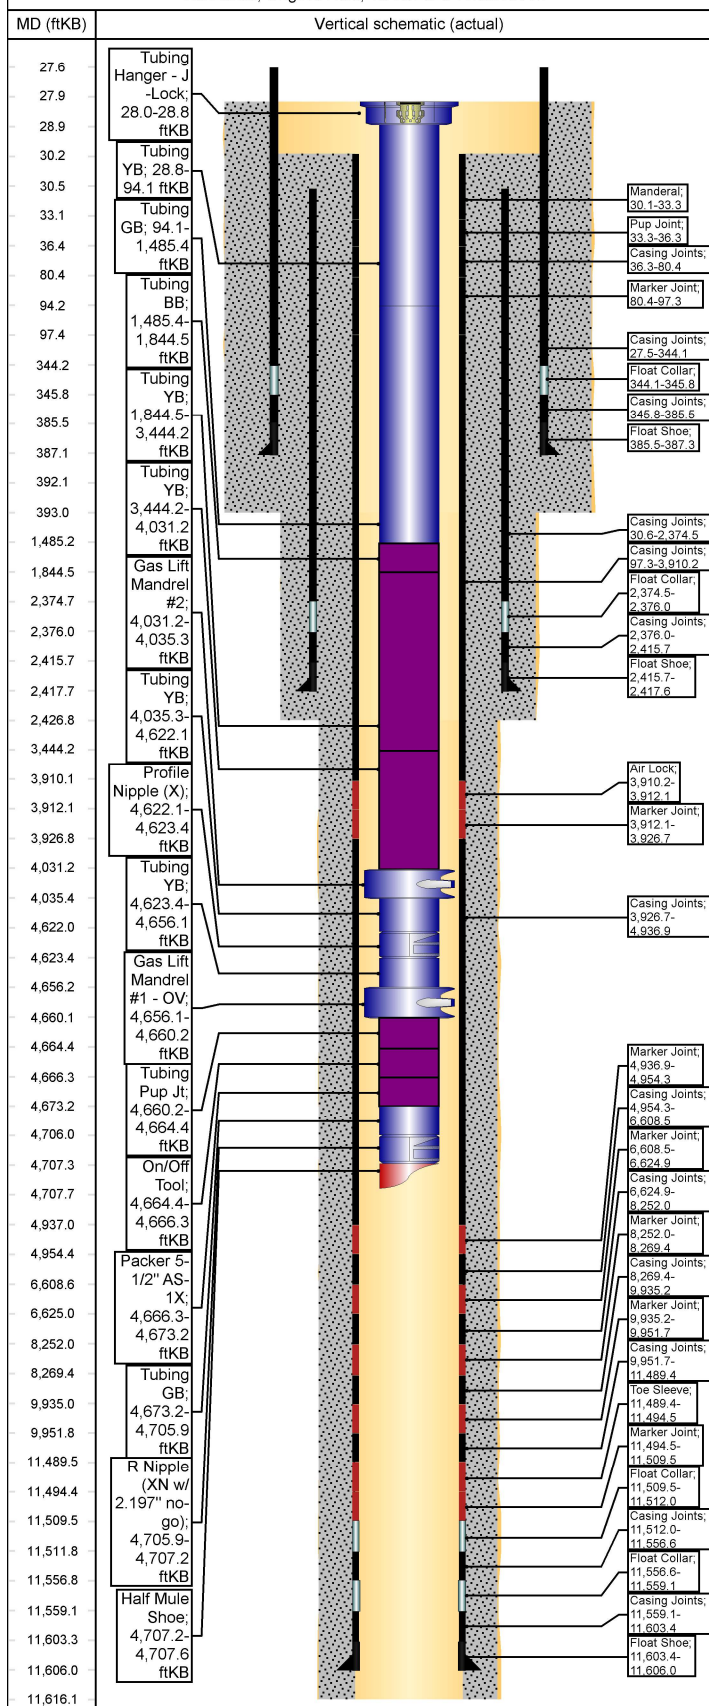 MD (ftKB)
Vertical schematic (actual)
27.6
27.9
28.9
30.2
30.5
33.1
36.4
80.4
94.2
97.4
344.2
345.8
385.5
387.1
392.1
393.0
1,485.2
1,844.5
2,374.7
2,376.0
2,415.7
2,417.7
2,426.8
3,444.2
3,910.1
3,912.1
3,926.8
4,031.2
4,035.4
4,622.0
4,623.4
4,656.2
4,660.1
4,664.4
4,666.3
4,673.2
4,706.0
4,707.3
4,707.7
4,937.0
4,954.4
6,608.6
6,625.0
8,252.0
8,269.4
9,935.0
9,951.8
11,489.5
11,494.4
11,509.5
11,511.8
11,556.8
11,559.1
11,603.3
11,606.0
11,616.1
Tubing
Hanger - J
-Lock;
28.0-28.8
ftKB
Tubing
YB; 28.8-
94.1 ftKB
Tubing
GB; 94.1-
1,485.4
ftKB
Tubing
BB;
1,485.4-
1,844.5
ftKB
Tubing
YB;
1,844.5-
3,444.2
ftKB
Tubing
YB;
3,444.2-
4,031.2
ftKB
Gas Lift
Mandrel
#2;
4,031.2-
4,035.3
ftKB
Tubing
YB;
4,035.3-
4,622.1
ftKB
Profile
Nipple (X);
4,622.1-
4,623.4
ftKB
Tubing
YB;
4,623.4-
4,656.1
ftKB
Gas Lift
Mandrel
#1 - OV;
4,656.1-
4,660.2
ftKB
Tubing
Pup Jt;
4,660.2-
4,664.4
ftKB
On/Off
Tool;
4,664.4-
4,666.3
ftKB
Packer 5-
1/2" AS-
1X;
4,666.3-
4,673.2
ftKB
Tubing
GB;
4,673.2-
4,705.9
ftKB
R Nipple
(XN w/
2.197" no-
go);
4,705.9-
4,707.2
ftKB
Half Mule
Shoe;
4,707.2-
4,707.6
ftKB
Manderal;
30.1-33.3
Pup Joint;
33.3-36.3
Casing Joints;
36.3-80.4
Marker Joint;
80.4-97.3
Casing Joints;
27.5-344.1
Float Collar;
344.1-345.8
Casing Joints;
345.8-385.5
Float Shoe;
385.5-387.3
Casing Joints;
30.6-2,374.5
Casing Joints;
97.3-3,910.2
Float Collar;
2,374.5-
2,376.0
Casing Joints;
2,376.0-
2,415.7
Float Shoe;
2,415.7-
2,417.6
Air Lock;
3,910.2-
3,912.1
Marker Joint;
3,912.1-
3,926.7
Casing Joints;
3,926.7-
4,936.9
Marker Joint;
4,936.9-
4,954.3
Casing Joints;
4,954.3-
6,608.5
Marker Joint;
6,608.5-
6,624.9
Casing Joints;
6,624.9-
8,252.0
Marker Joint;
8,252.0-
8,269.4
Casing Joints;
8,269.4-
9,935.2
Marker Joint;
9,935.2-
9,951.7
Casing Joints;
9,951.7-
11,489.4
Toe Sleeve;
11,489.4-
11,494.5
Marker Joint;
11,494.5-
11,509.5
Float Collar;
11,509.5-
11,512.0
Casing Joints;
11,512.0-
11,556.6
Float Collar;
11,556.6-
11,559.1
Casing Joints;
11,559.1-
11,603.4
Float Shoe;
11,603.4-
11,606.0